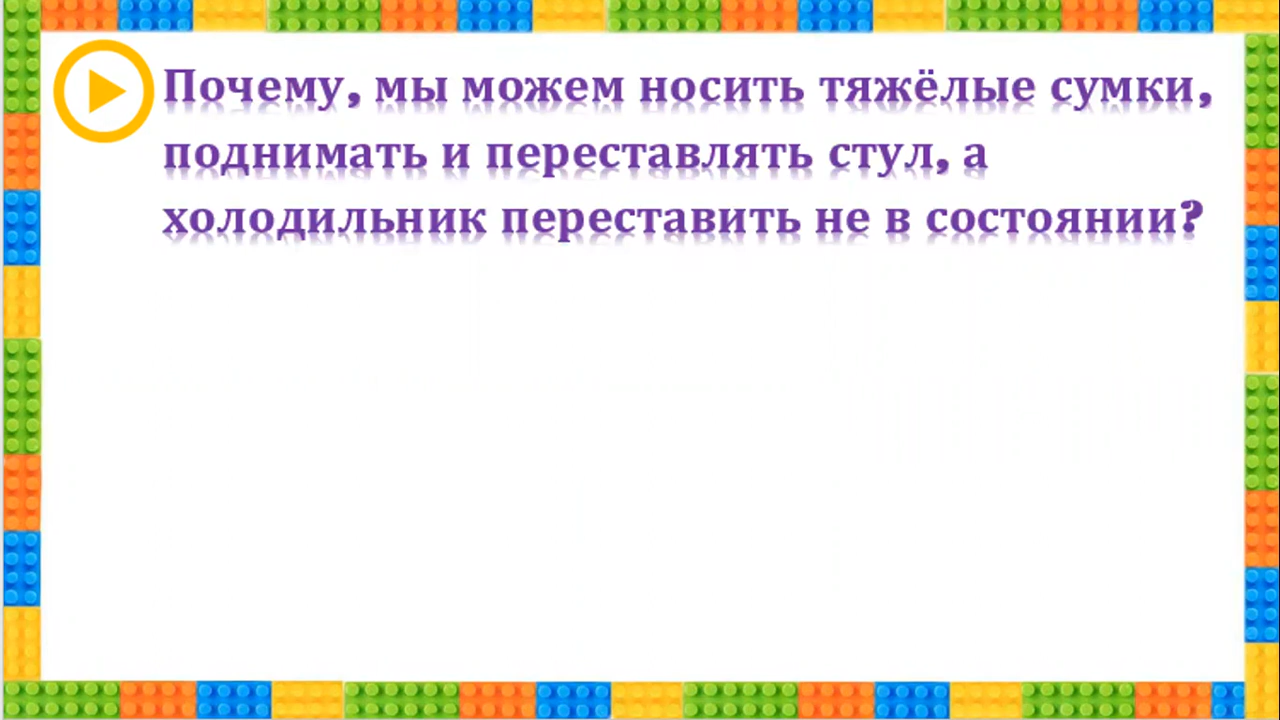 Почему, мы можем носить тяжёлые сумки,
поднимать и переставлять стул, а
холодильник переставить не в состоянии?